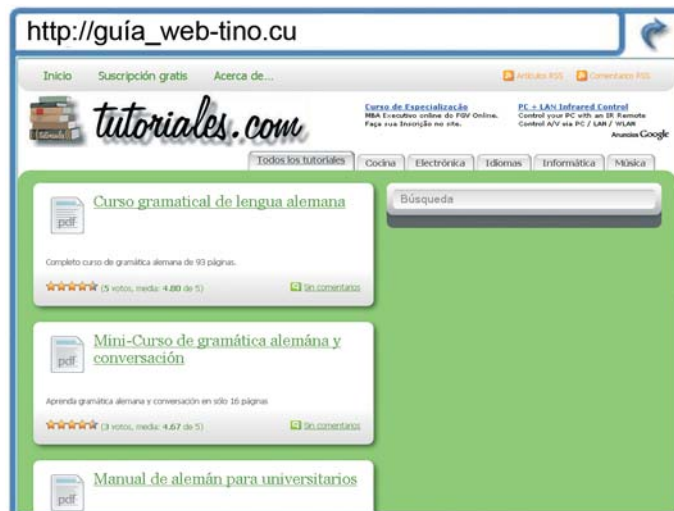 http://guía_web-tino.cu
Inicio Suscripción gratis Acerca de...
Artículos RSS Comentarios RSS
tutoriales.com
Curso de Especialização
MBA Executivo online do FGV Online.
Faça sua Inscrição no site.
PC + LAN Infrared Control
Control your PC with an IR Remote
Control A/V via PC / LAN / WLAN
Anuncios Google
Todos los tutoriales Cocina Electrónica Idiomas Informática Música
pdf
Curso gramatical de lengua alemana
Completo curso de gramática alemana de 93 páginas.
(5 votos, media: 4.80 de 5) Sin comentarios
Búsqueda
pdf
Mini-Curso de gramática alemána y
conversación
Aprenda gramática alemana y conversación en sólo 16 páginas
(3 votos, media: 4.67 de 5) Sin comentarios
pdf
Manual de alemán para universitarios